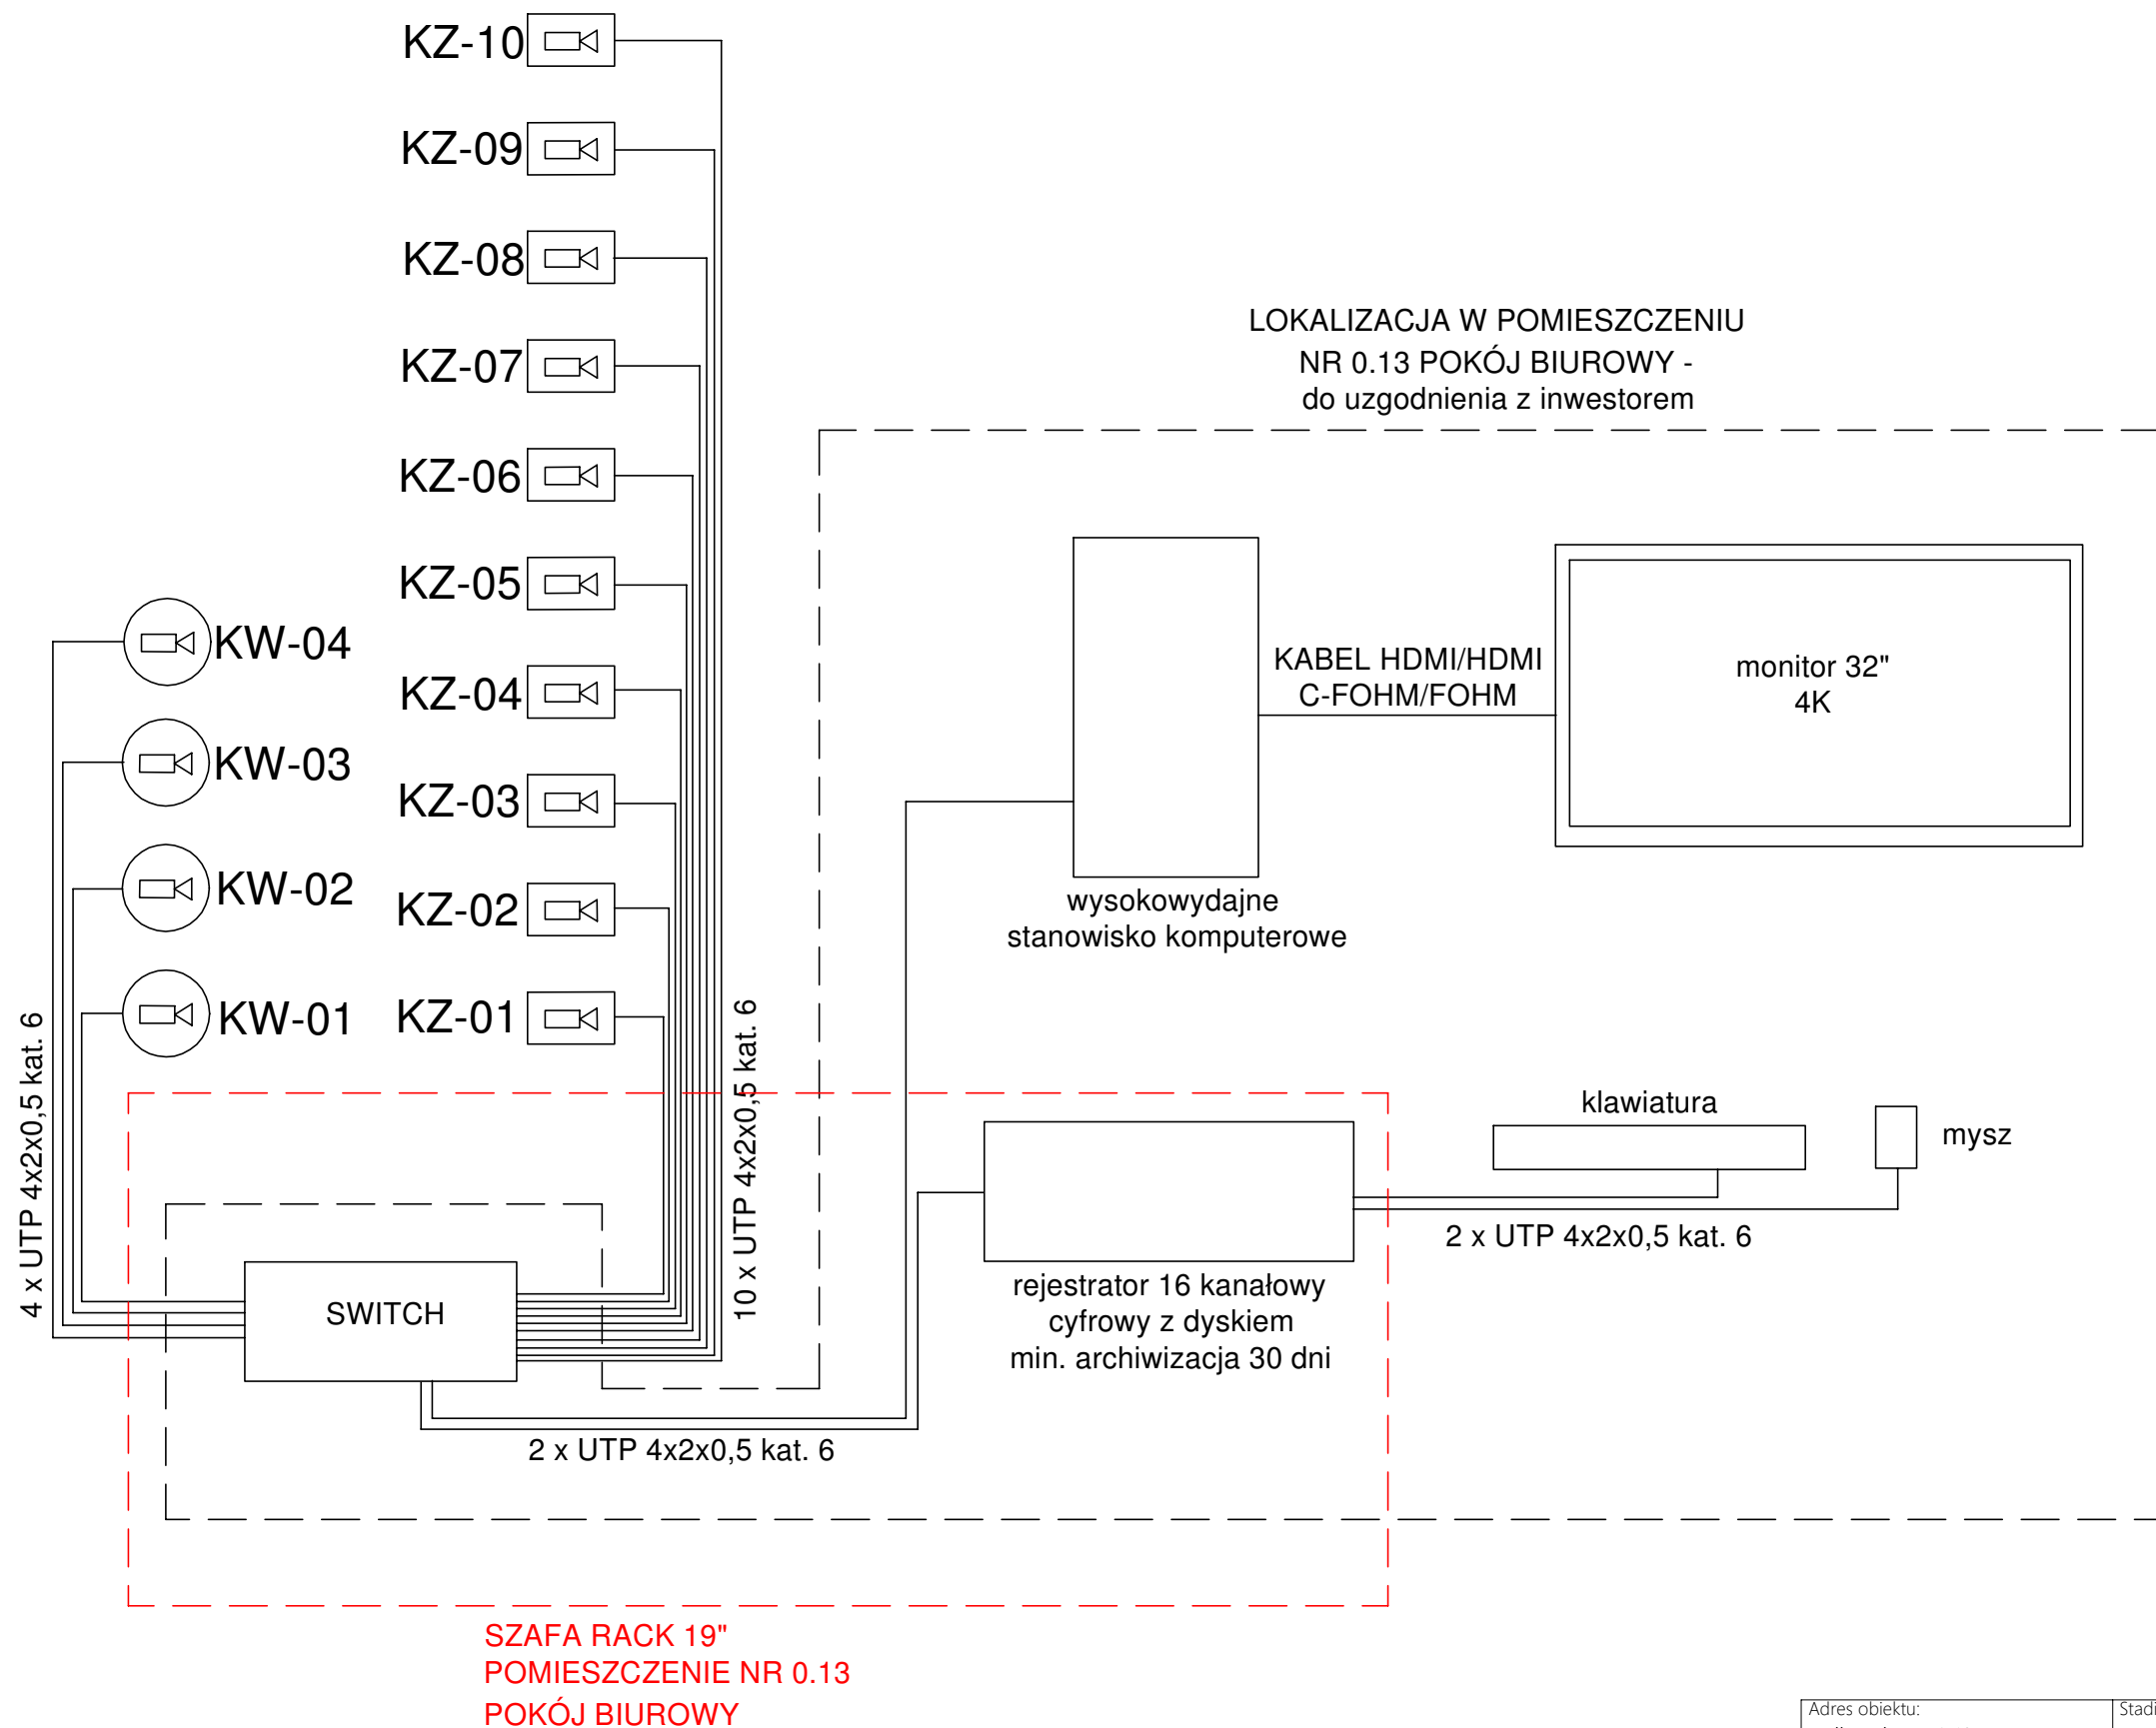 KZ-10
KZ-09
KZ-08
KZ-07
KZ-06
KZ-05
KZ-04
KZ-03
KZ-02
KZ-01
KW-04
KW-03
KW-02
KW-01
4 x UTP 4x2x0,5 kat. 6
10 x UTP 4x2x0,5 kat. 6
LOKALIZACJA W POMIESZCZENIU
NR 0.13 POKÓJ BIUROWY -
do uzgodnienia z inwestorem
KABEL HDMI/HDMI
C-FOHM/FOHM
monitor 32"
4K
wysokowydajne
stanowisko komputerowe
klawiatura
mysz
2 x UTP 4x2x0,5 kat. 6
rejestrator 16 kanałowy
cyfrowy z dyskiem
min. archiwizacja 30 dni
SWITCH
2 x UTP 4x2x0,5 kat. 6
SZAFA RACK 19"
POMIESZCZENIE NR 0.13
POKÓJ BIUROWY
Adres obiektu: